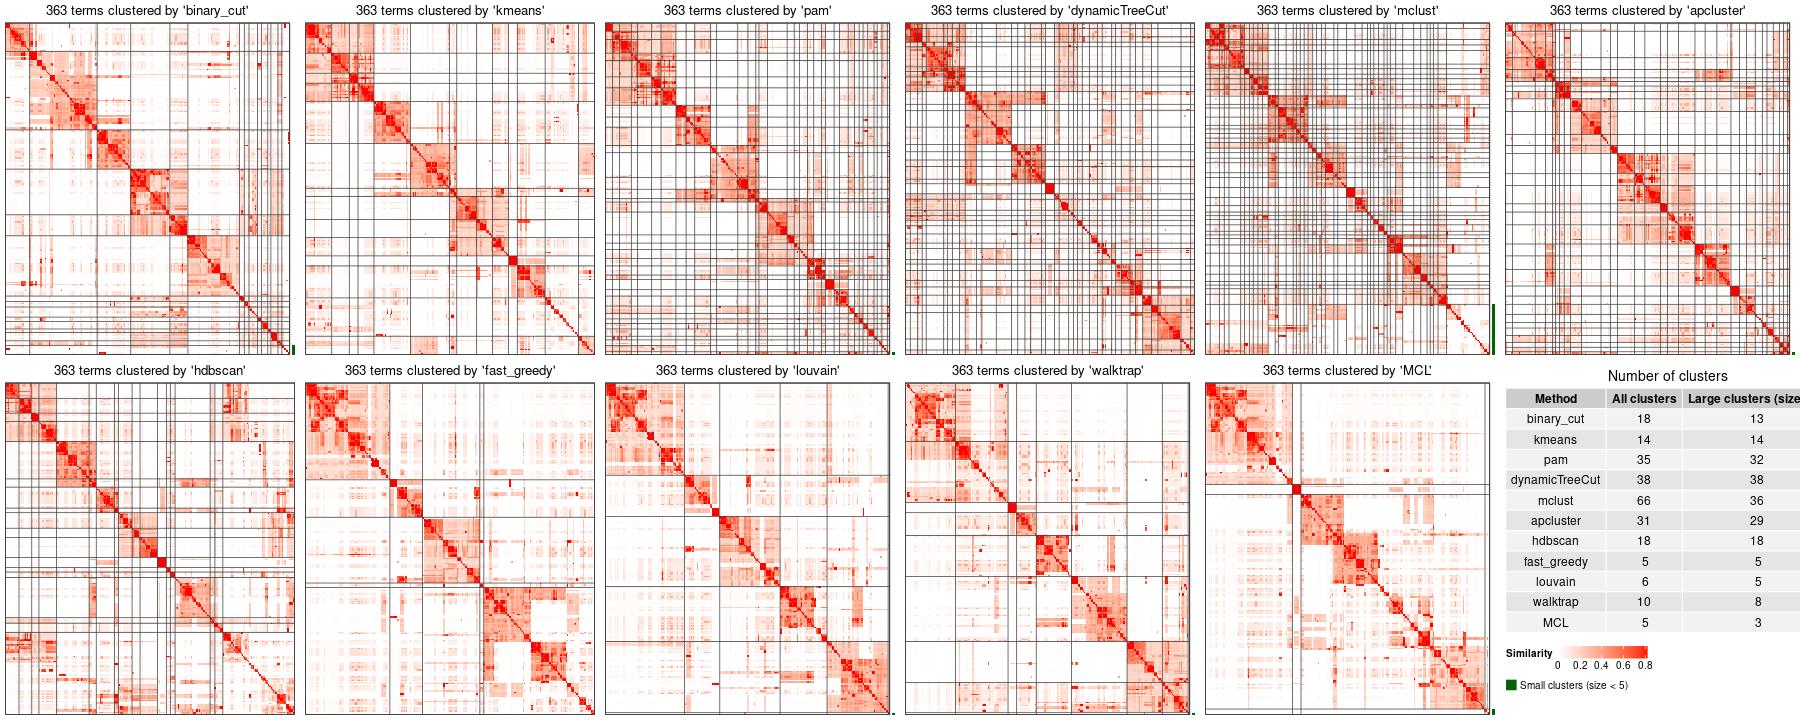 363 terms clustered by 'binary_cut'
363 terms clustered by 'kmeans'
363 terms clustered by 'pam'
363 terms clustered by 'dynamicTreeCut'
363 terms clustered by 'mclust'
363 terms clustered by 'apcluster'
363 terms clustered by 'hdbscan'
363 terms clustered by 'fast_greedy'
363 terms clustered by 'louvain'
363 terms clustered by 'walktrap'
363 terms clustered by 'MCL'
Number of clusters
Method All clusters Large clusters (size
binary_cut 18 13
kmeans 14 14
pam 35 32
dynamicTreeCut 38 38
mclust 66 36
apcluster 31 29
hdbscan 18 18
fast_greedy 5 5
louvain 6 5
walktrap 10 8
MCL 5 3
Similarity
0 0.2 0.4 0.6 0.8
Small clusters (size < 5)